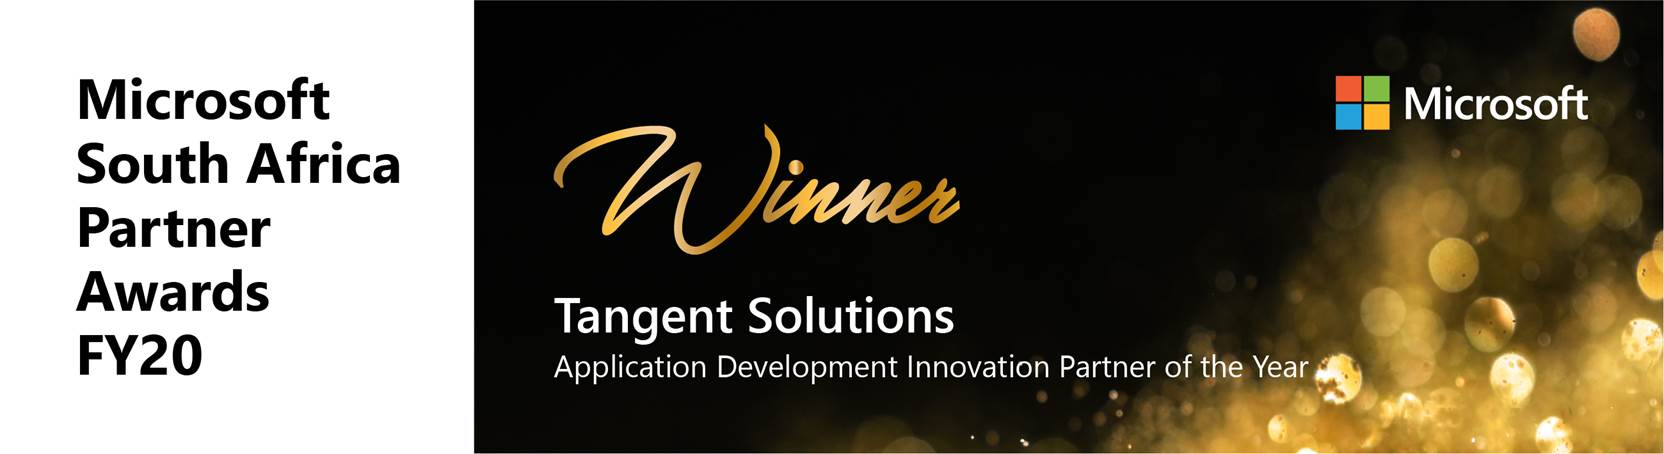 Microsoft
South Africa
Partner
Awards
FY20
Microsoft
Winner
Tangent Solutions
Application Development Innovation Partner of the Year